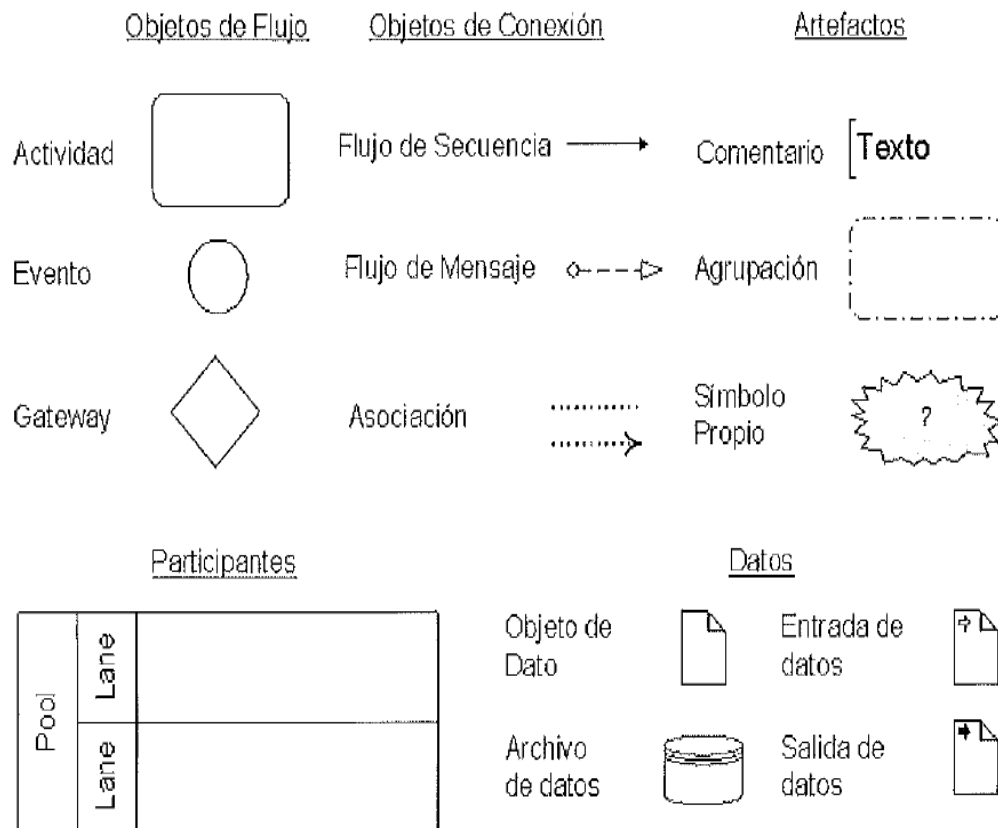 Objetos de Flujo
Objetos de Conexión
Artefactos
Actividad
Flujo de Secuencia
Comentario
Texto
Evento
Flujo de Mensaje
Agrupación
Gateway
Asociación
Símbolo
Propio
?
Participantes
Datos
Pool
Lane
Lane
Objeto de
Dato
Entrada de
datos
Archivo
de datos
Salida de
datos